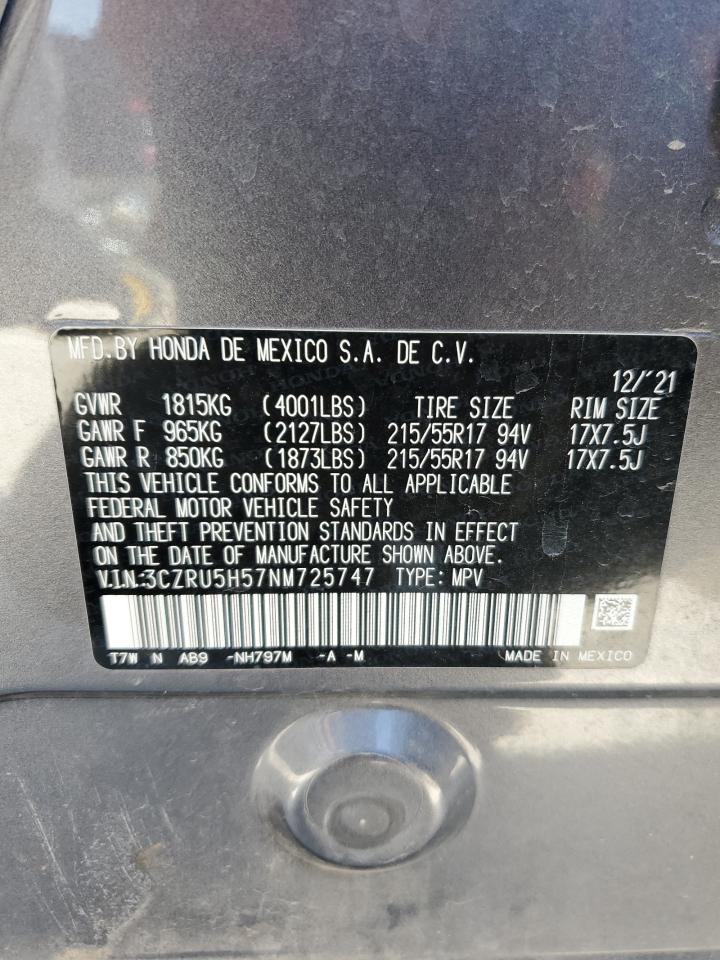 MFD.BY HONDA DE MEXICO S.A. DE C.V.
12/'21
GVWR 1815KG (4001LBS) TIRE SIZE RIM SIZE
GAWR F 965KG (2127LBS) 215/55R17 94V 17X7.5J
GAWR R 850KG (1873LBS) 215/55R17 94V 17X7.5J
THIS VEHICLE CONFORMS TO ALL APPLICABLE
FEDERAL MOTOR VEHICLE SAFETY
AND THEFT PREVENTION STANDARDS IN EFFECT
ON THE DATE OF MANUFACTURE SHOWN ABOVE.
V.I.N.:3CZRU5H57NM725747 TYPE: MPV
T7W N AB9 -NH797M -A -M MADE IN MEXICO